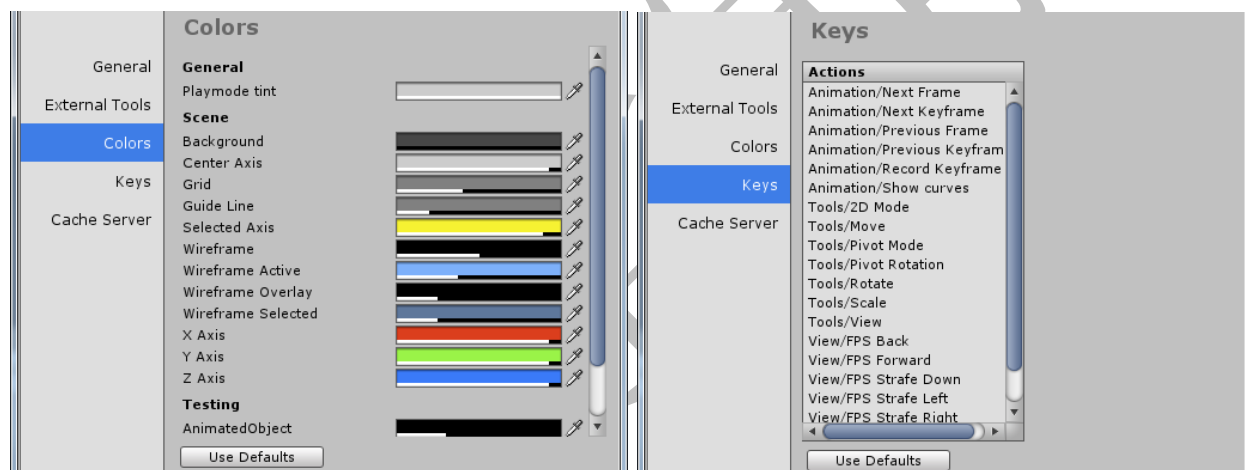 Colors
General
External Tools
Colors
Keys
Cache Server
General
Playmode tint
Scene
Background
Center Axis
Grid
Guide Line
Selected Axis
Wireframe
Wireframe Active
Wireframe Overlay
Wireframe Selected
X Axis
Y Axis
Z Axis
Testing
AnimatedObject
Use Defaults
Keys
General
External Tools
Colors
Keys
Cache Server
Actions
Animation/Next Frame
Animation/Next Keyframe
Animation/Previous Frame
Animation/Previous Keyfram
Animation/Record Keyframe
Animation/Show curves
Tools/2D Mode
Tools/Move
Tools/Pivot Mode
Tools/Pivot Rotation
Tools/Rotate
Tools/Scale
Tools/View
View/FPS Back
View/FPS Forward
View/FPS Strafe Down
View/FPS Strafe Left
View/FPS Strafe Right
Use Defaults